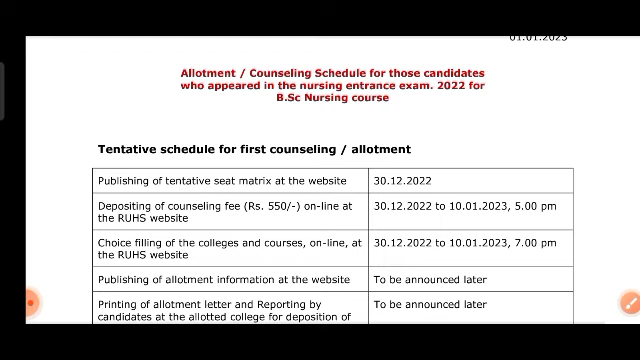 01.01.2023
Allotment / Counseling Schedule for those candidates
who appeared in the nursing entrance exam. 2022 for
B.Sc Nursing course
Tentative schedule for first counseling / allotment
Publishing of tentative seat matrix at the website 30.12.2022
Depositing of counseling fee (Rs. 550/-) on-line at 30.12.2022 to 10.01.2023, 5.00 pm
the RUHS website
Choice filling of the colleges and courses, on-line, at 30.12.2022 to 10.01.2023, 7.00 pm
the RUHS website
Publishing of allotment information at the website To be announced later
Printing of allotment letter and Reporting by To be announced later
candidates at the allotted college for deposition of